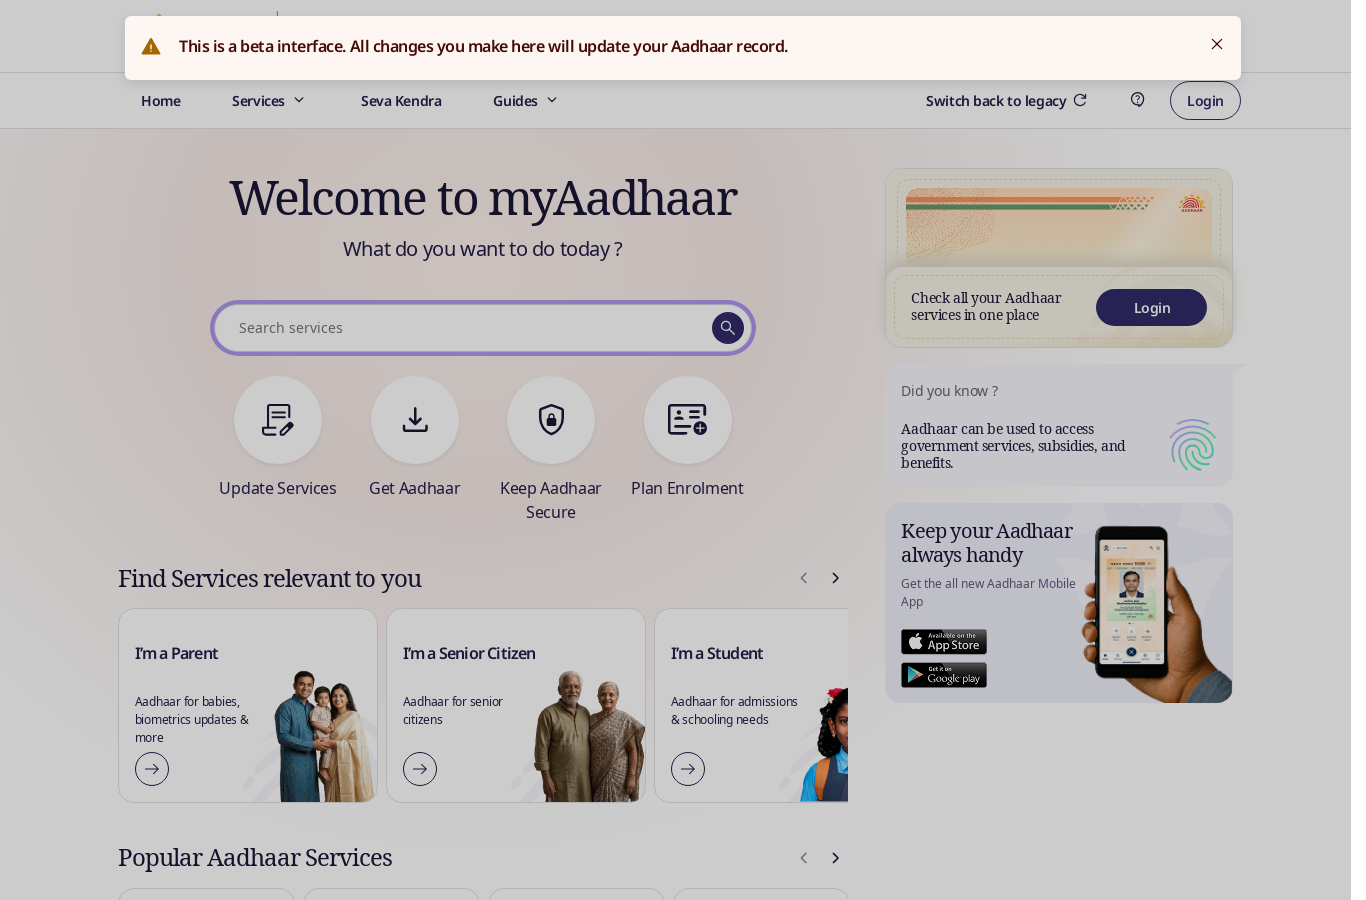 This is a beta interface. All changes you make here will update your Aadhaar record.
Home
Services
Seva Kendra
Guides
Switch back to legacy
Login
Welcome to myAadhaar
What do you want to do today ?
Search services
Update Services
Get Aadhaar
Keep Aadhaar
Secure
Plan Enrolment
AADHAAR
Check all your Aadhaar
services in one place
Login
Did you know ?
Aadhaar can be used to access
government services, subsidies, and
benefits.
Keep your Aadhaar
always handy
Get the all new Aadhaar Mobile
App
Available on the
App Store
Get it on
Google play
Find Services relevant to you
I'm a Parent
Aadhaar for babies,
biometrics updates &
more
I'm a Senior Citizen
Aadhaar for senior
citizens
I'm a Student
Aadhaar for admissions
& schooling needs
Popular Aadhaar Services